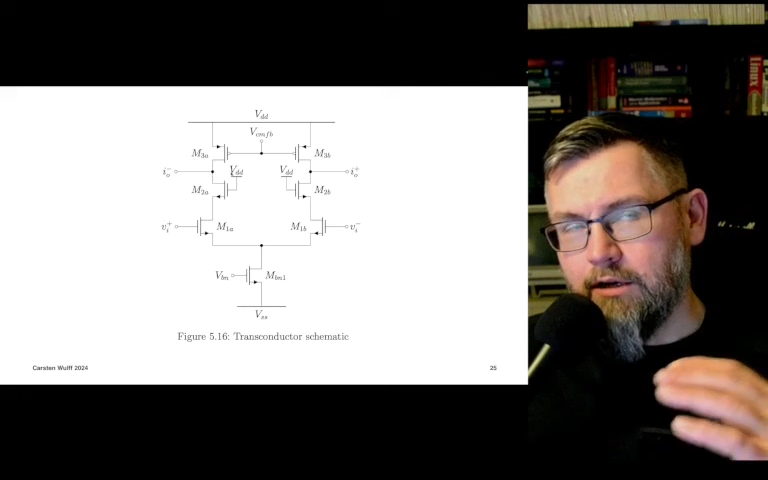 V_dd
V_cmfb
M_3a
M_3b
i_o^-
V_dd
V_dd
i_o^+
M_2a
M_2b
v_i^+
M_1a
M_1b
v_i^-
V_bn
M_bn1
V_ss
Figure 5.16: Transconductor schematic
Carsten Wulff 2024
25
Linux